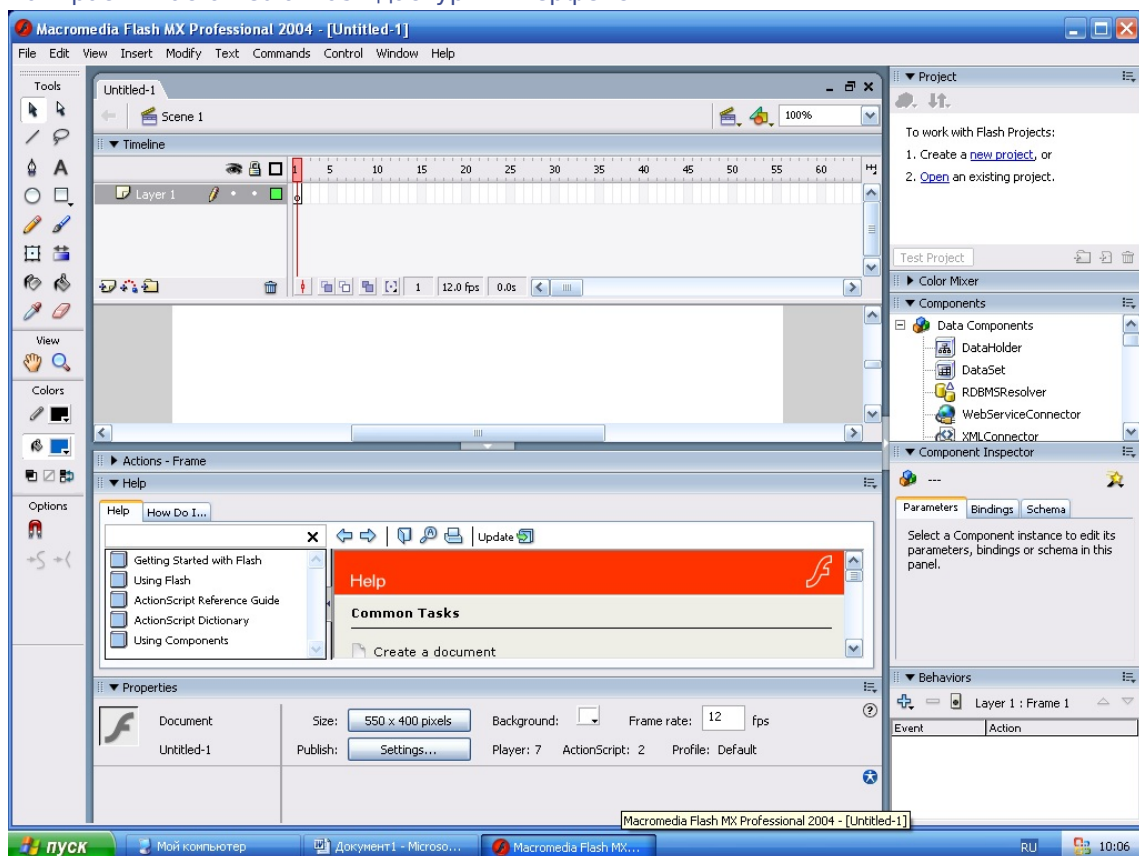 Macromedia Flash MX Professional 2004 - [Untitled-1]
File Edit View Insert Modify Text Commands Control Window Help
Tools
View
Colors
Options
Untitled-1
Scene 1
100%
Timeline
1 5 10 15 20 25 30 35 40 45 50 55 60
Layer 1
1 12.0 fps 0.0s
Actions - Frame
Help
Help How Do I...
Update
Getting Started with Flash
Using Flash
ActionScript Reference Guide
ActionScript Dictionary
Using Components
Help
Common Tasks
Create a document
Properties
Document Size: 550 x 400 pixels Background: Frame rate: 12 fps
Untitled-1 Publish: Settings... Player: 7 ActionScript: 2 Profile: Default
Project
To work with Flash Projects:
1. Create a new project, or
2. Open an existing project.
Test Project
Color Mixer
Components
Data Components
DataHolder
DataSet
RDBMSResolver
WebServiceConnector
XMLConnector
Component Inspector
---
Parameters Bindings Schema
Select a Component instance to edit its
parameters, bindings or schema in this
panel.
Behaviors
Layer 1 : Frame 1
Event Action
Macromedia Flash MX Professional 2004 - [Untitled-1]
пуск Мой компьютер Документ1 - Microso... Macromedia Flash MX... RU 10:06